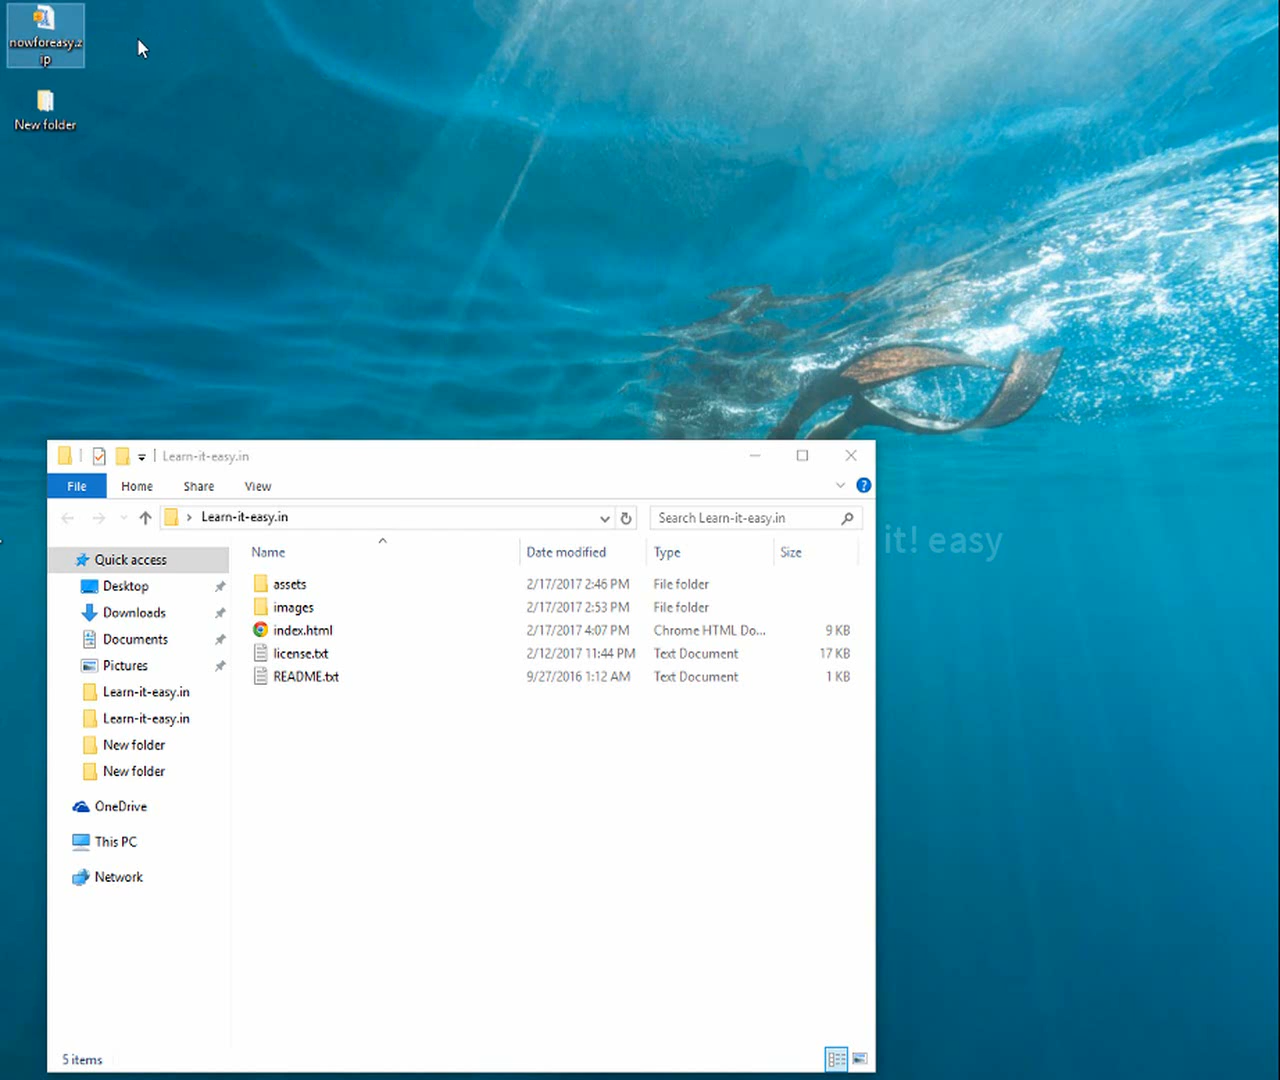 nowforeasy.z
ip
New folder
Learn-it-easy.in
File Home Share View
Learn-it-easy.in
Search Learn-it-easy.in
it! easy
Quick access
Desktop
Downloads
Documents
Pictures
Learn-it-easy.in
Learn-it-easy.in
New folder
New folder
OneDrive
This PC
Network
Name Date modified Type Size
assets 2/17/2017 2:46 PM File folder
images 2/17/2017 2:53 PM File folder
index.html 2/17/2017 4:07 PM Chrome HTML Do... 9 KB
license.txt 2/12/2017 11:44 PM Text Document 17 KB
README.txt 9/27/2016 1:12 AM Text Document 1 KB
5 items